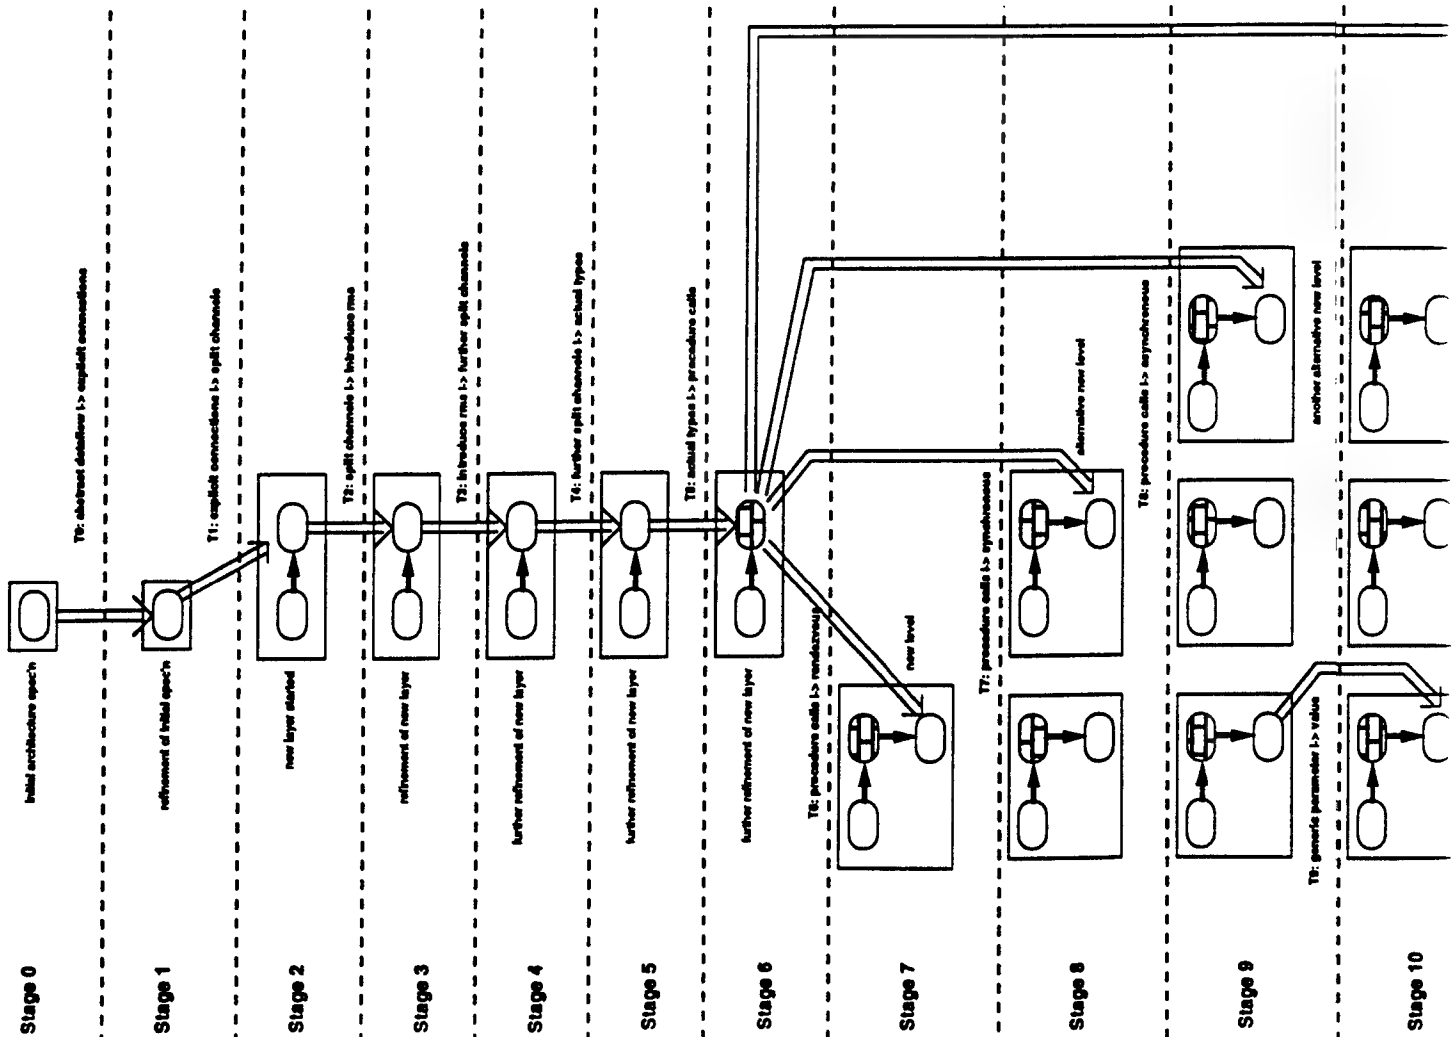 Stage 0
initial architecture spec'n
T0: abstract dataflow I-> explicit connections
Stage 1
refinement of initial spec'n
T1: explicit connections I-> split channels
Stage 2
new layer started
T2: split channels I-> introduce rms
Stage 3
refinement of new layer
T3: introduce rms I-> further split channels
Stage 4
further refinement of new layer
T4: further split channels I-> actual types
Stage 5
further refinement of new layer
T5: actual types I-> procedure calls
Stage 6
further refinement of new layer
T6: procedure calls I-> rendezvous
Stage 7
new level
T7: procedure calls I-> synchronous
Stage 8
alternative new level
T8: procedure calls I-> asynchronous
Stage 9
another alternative new level
T9: generic parameter I-> value
Stage 10